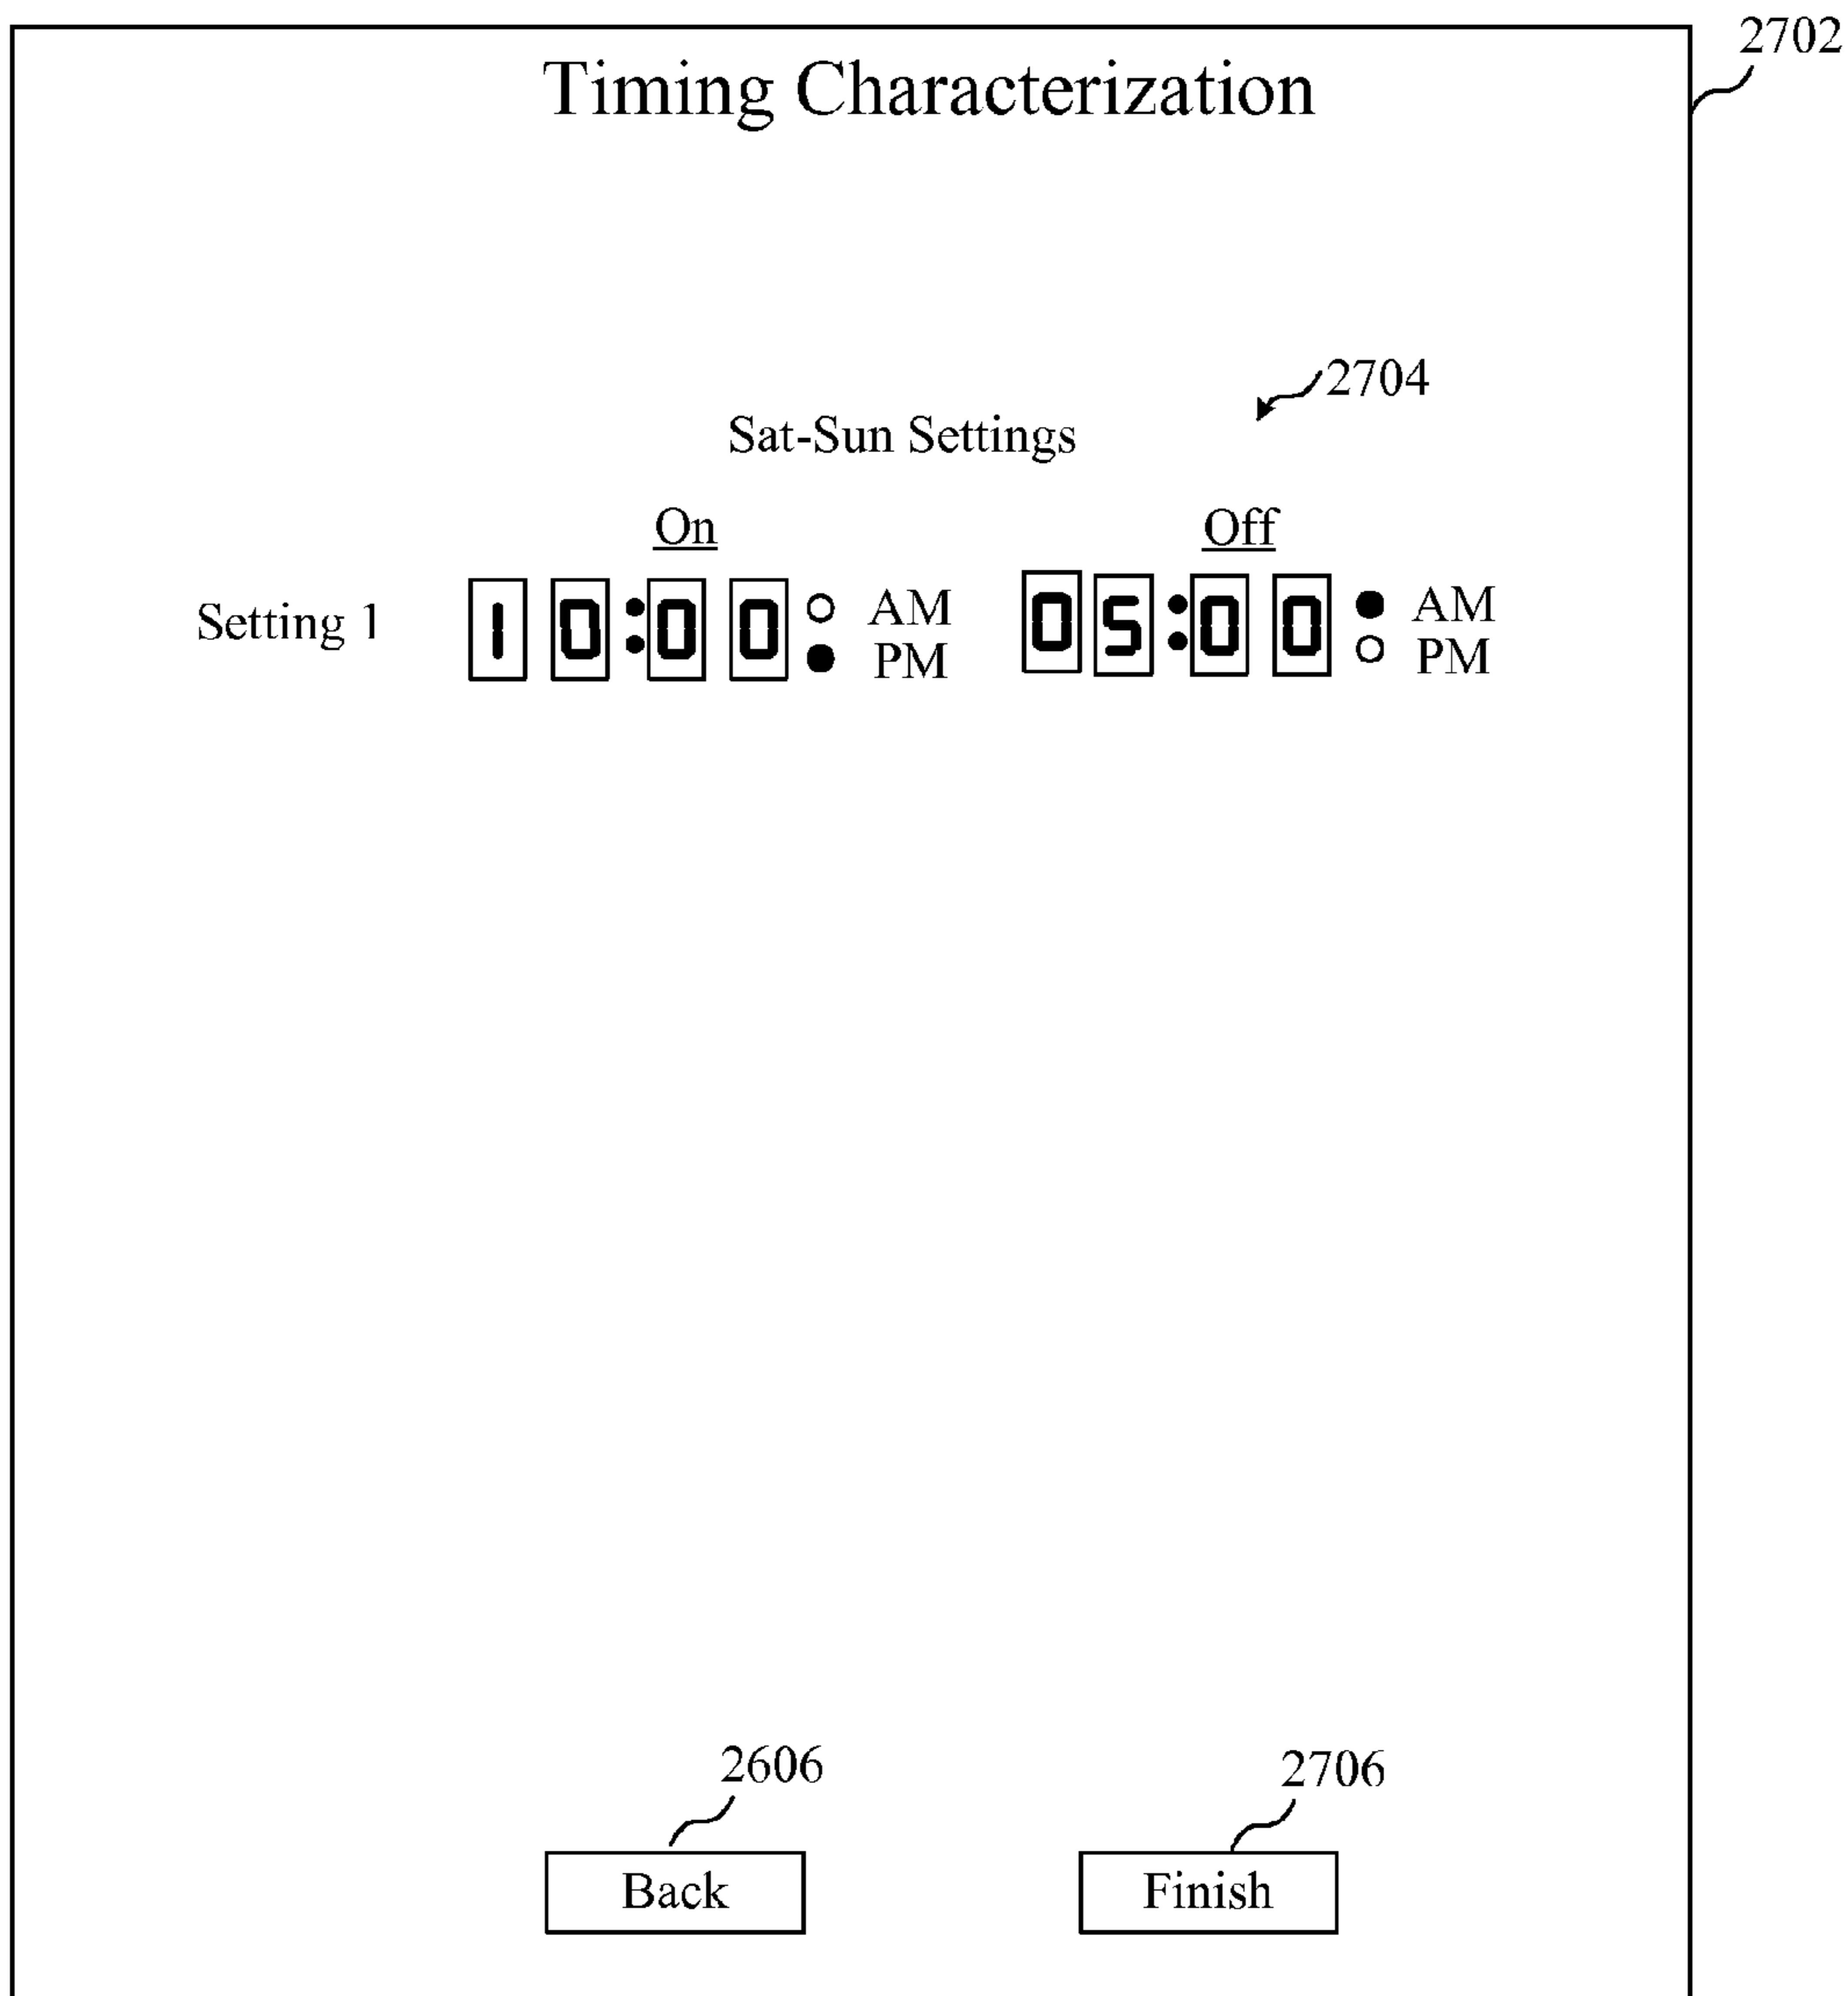 2702
Timing Characterization
2704
Sat-Sun Settings
On Off
Setting 1 10:00 AM 05:00 AM
PM PM
2606 2706
Back Finish